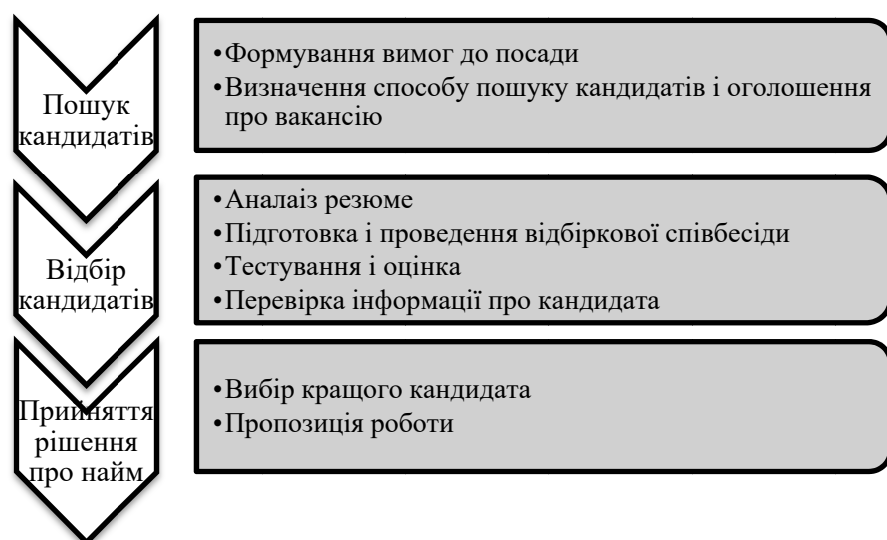 Пошук
кандидатів
•Формування вимог до посади
•Визначення способу пошуку кандидатів і оголошення
про вакансію
Відбір
кандидатів
•Аналаіз резюме
•Підготовка і проведення відбіркової співбесіди
•Тестування і оцінка
•Перевірка інформації про кандидата
Прийняття
рішення
про найм
•Вибір кращого кандидата
•Пропозиція роботи